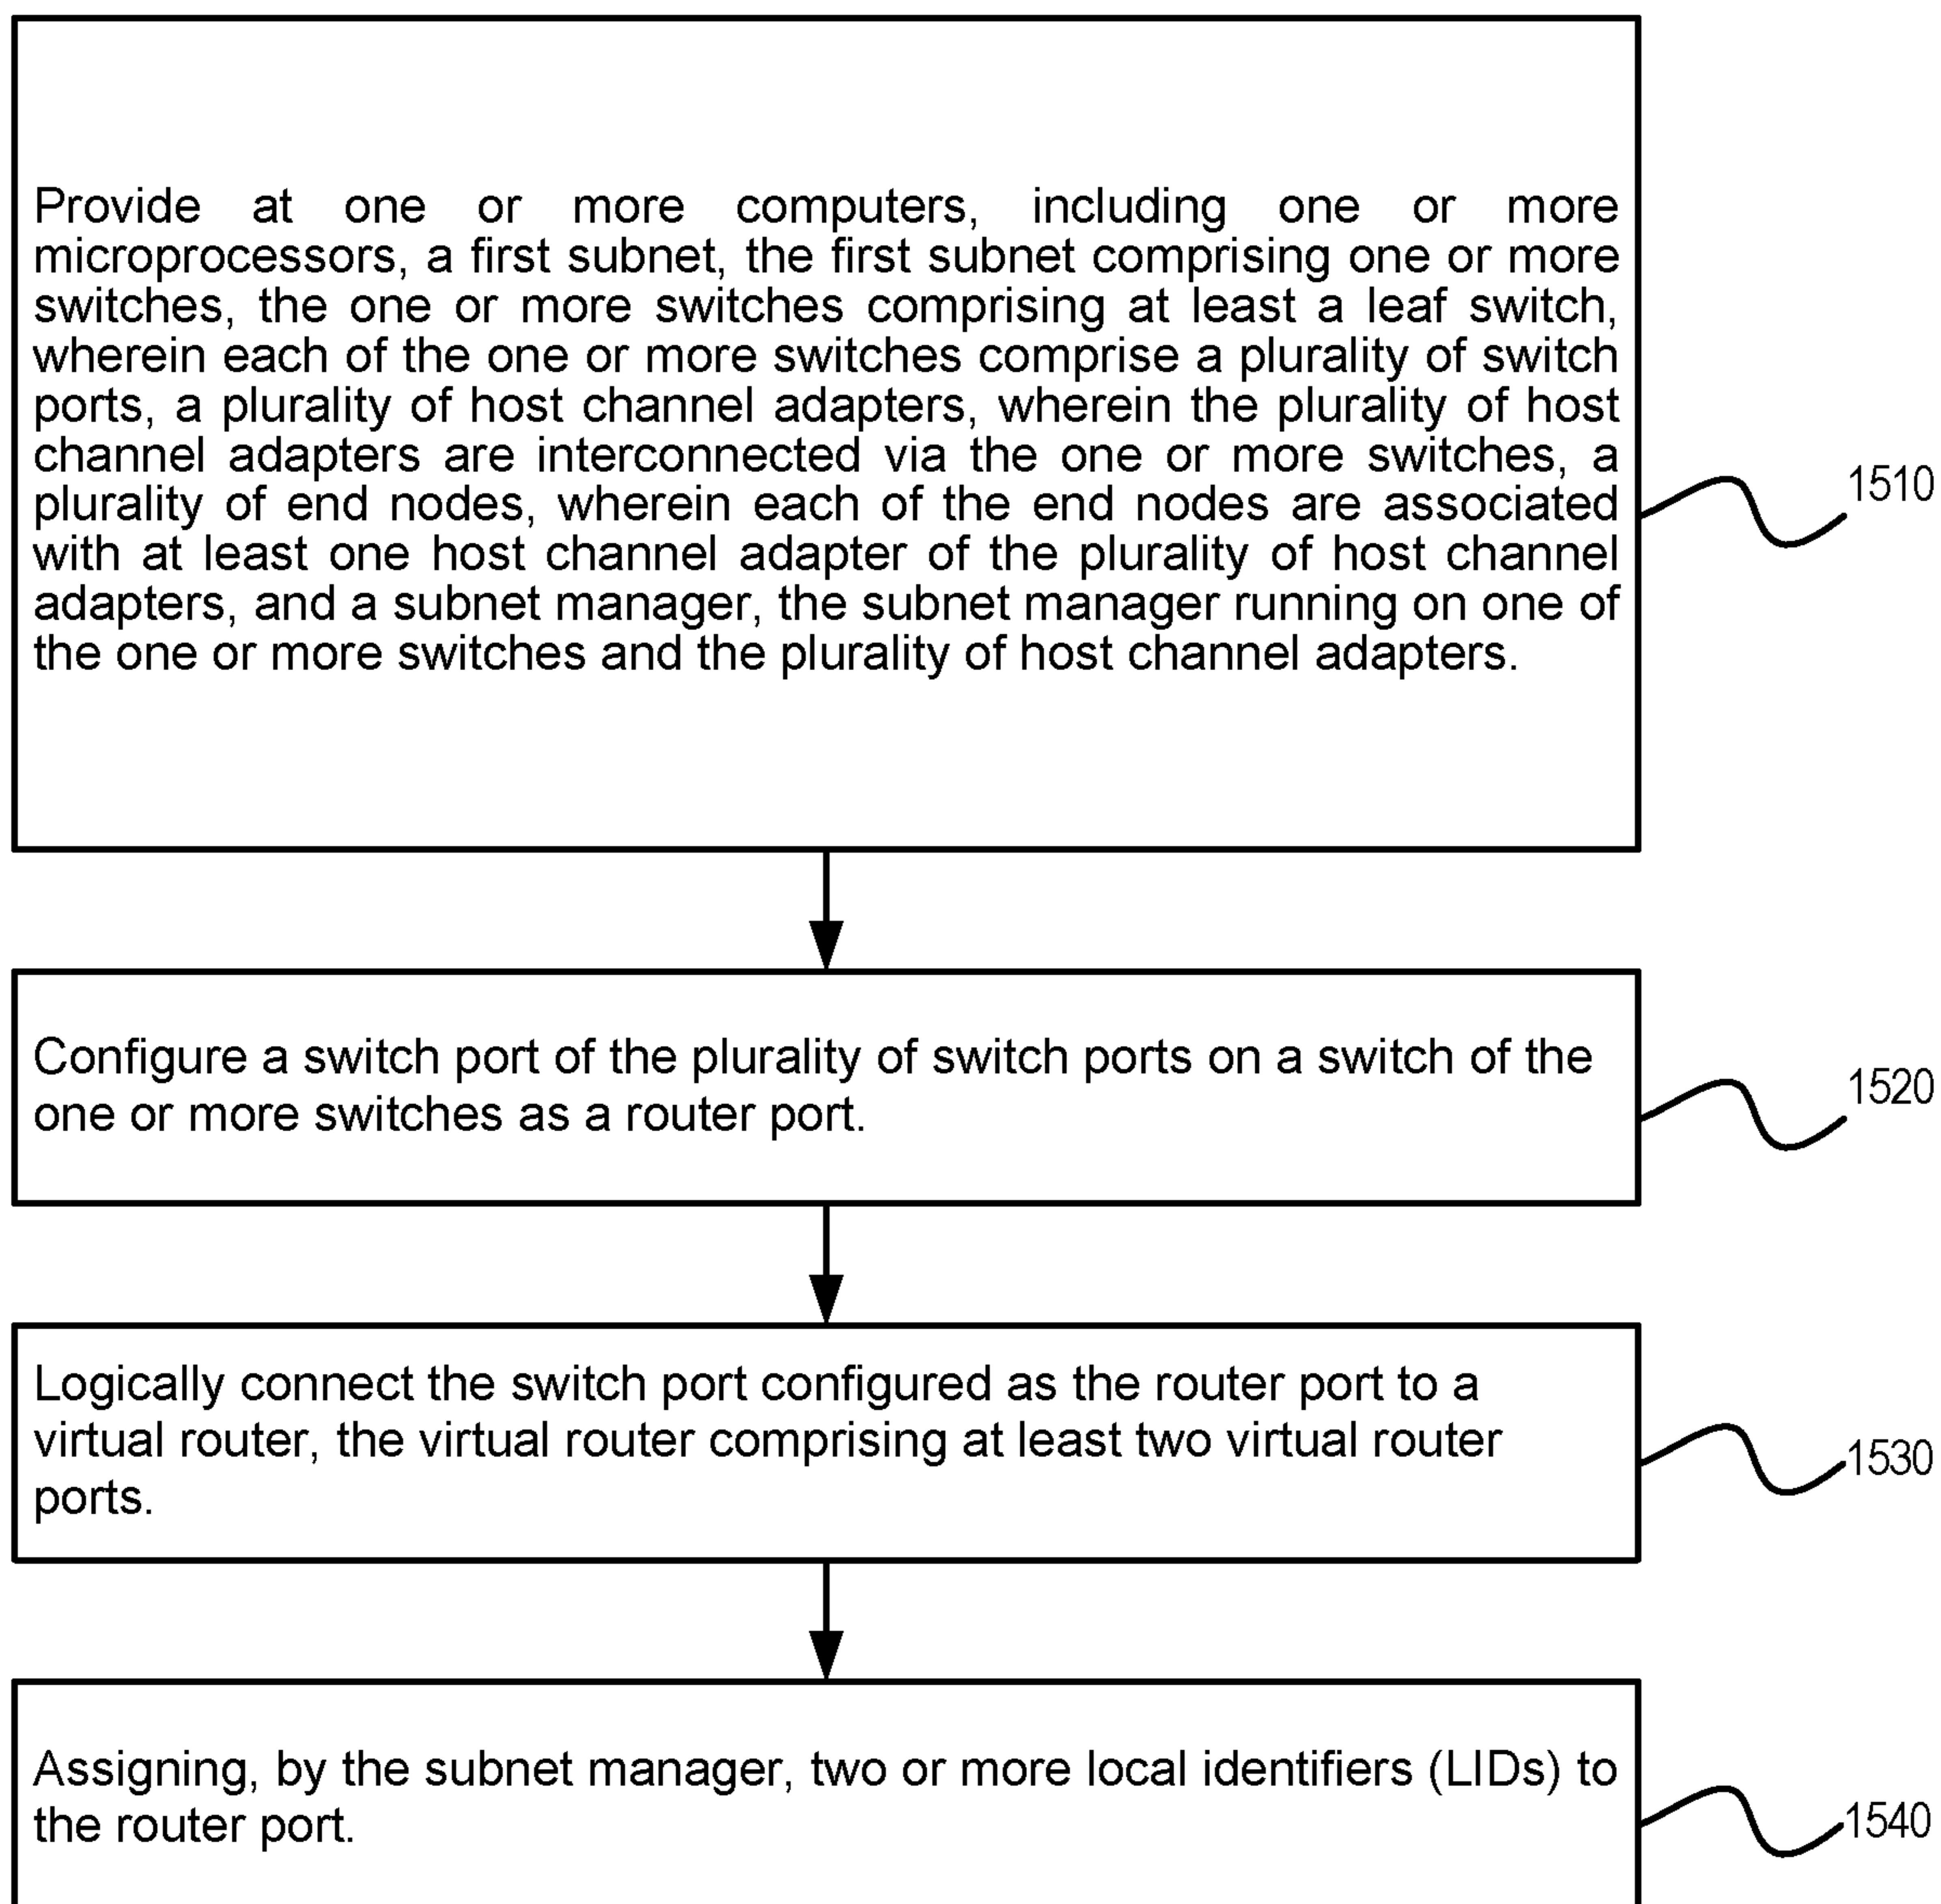 Provide at one or more computers, including one or more
microprocessors, a first subnet, the first subnet comprising one or more
switches, the one or more switches comprising at least a leaf switch,
wherein each of the one or more switches comprise a plurality of switch
ports, a plurality of host channel adapters, wherein the plurality of host
channel adapters are interconnected via the one or more switches, a
plurality of end nodes, wherein each of the end nodes are associated
with at least one host channel adapter of the plurality of host channel
adapters, and a subnet manager, the subnet manager running on one of
the one or more switches and the plurality of host channel adapters.
1510
Configure a switch port of the plurality of switch ports on a switch of the
one or more switches as a router port.
1520
Logically connect the switch port configured as the router port to a
virtual router, the virtual router comprising at least two virtual router
ports.
1530
Assigning, by the subnet manager, two or more local identifiers (LIDs) to
the router port.
1540